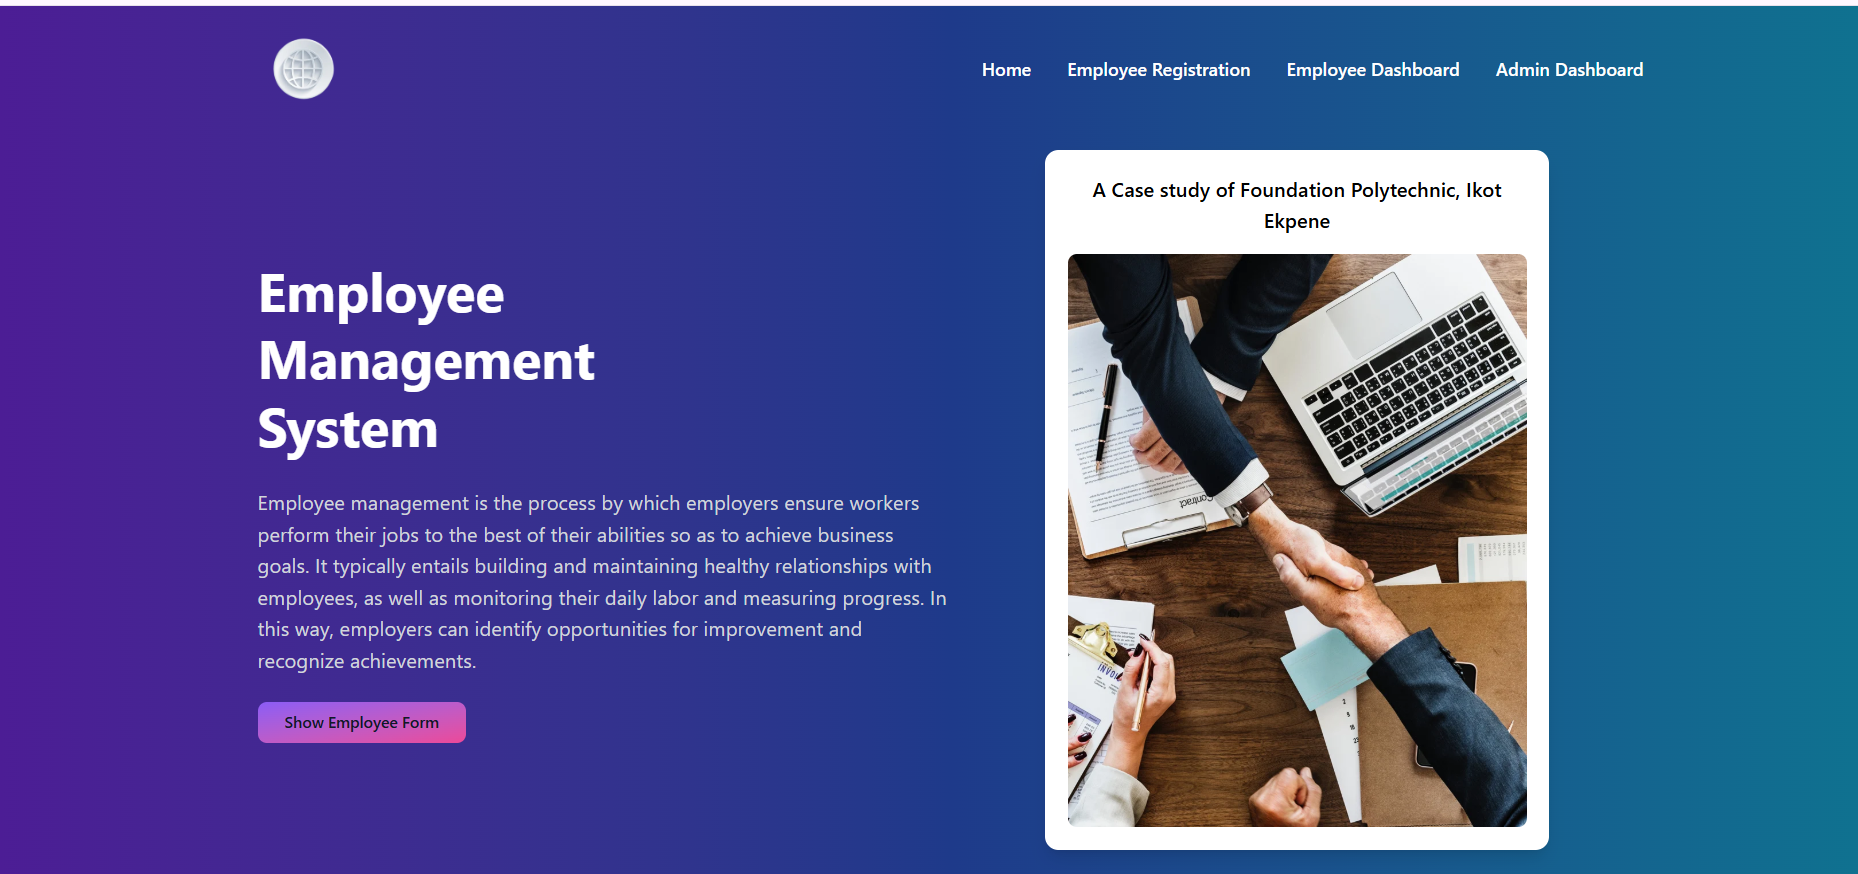 Home Employee Registration Employee Dashboard Admin Dashboard
Employee
Management
System
Employee management is the process by which employers ensure workers
perform their jobs to the best of their abilities so as to achieve business
goals. It typically entails building and maintaining healthy relationships with
employees, as well as monitoring their daily labor and measuring progress. In
this way, employers can identify opportunities for improvement and
recognize achievements.
Show Employee Form
A Case study of Foundation Polytechnic, Ikot
Ekpene
Contract